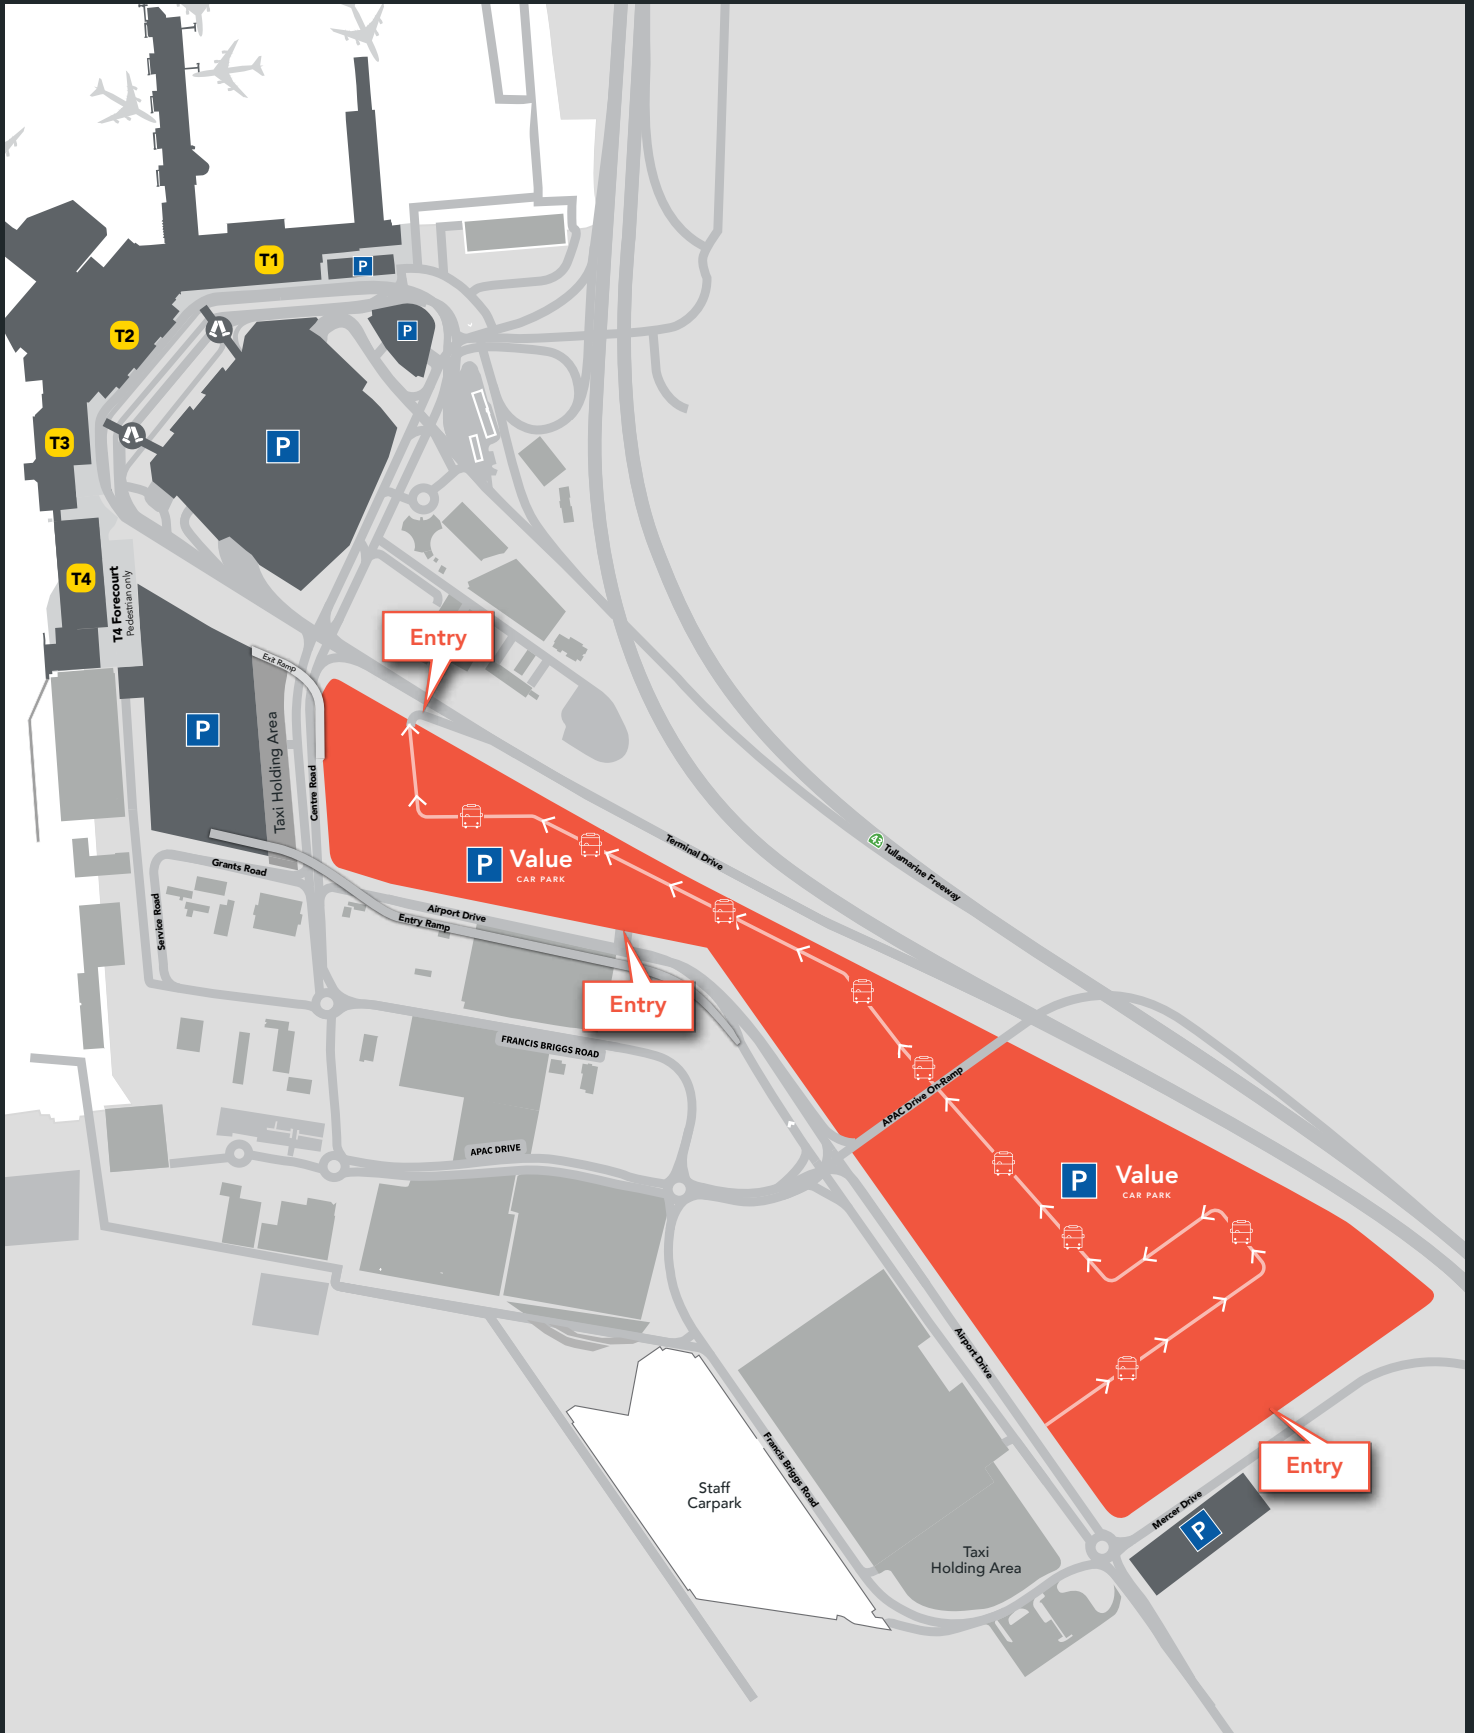 T1
P
T2
P
T3
P
T4
T4 Forecourt
Pedestrian only
Entry
Exit Ramp
P
Taxi Holding Area
Centre Road
Terminal Drive
43
Tullamarine Freeway
P
Value
CAR PARK
Grants Road
Service Road
Airport Drive
Entry Ramp
Entry
FRANCIS BRIGGS ROAD
APAC Drive On-Ramp
APAC DRIVE
P
Value
CAR PARK
Airport Drive
Entry
Francis Briggs Road
Staff
Carpark
Mercer Drive
P
Taxi
Holding Area